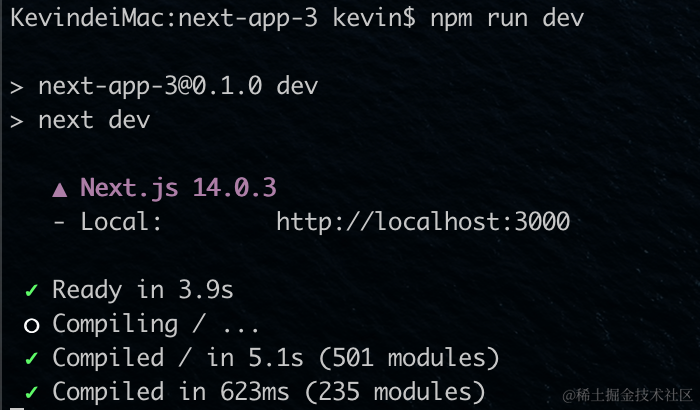 KevindeiMac:next-app-3 kevin$ npm run dev
> next-app-3@0.1.0 dev
> next dev
▲ Next.js 14.0.3
- Local: http://localhost:3000
✓ Ready in 3.9s
○ Compiling / ...
✓ Compiled / in 5.1s (501 modules)
✓ Compiled in 623ms (235 modules)
@稀土掘金技术社区